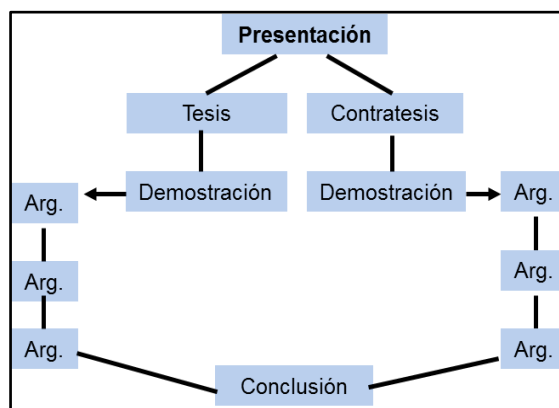 Presentación
Tesis
Contratesis
Demostración
Demostración
Arg.
Arg.
Arg.
Arg.
Arg.
Arg.
Conclusión